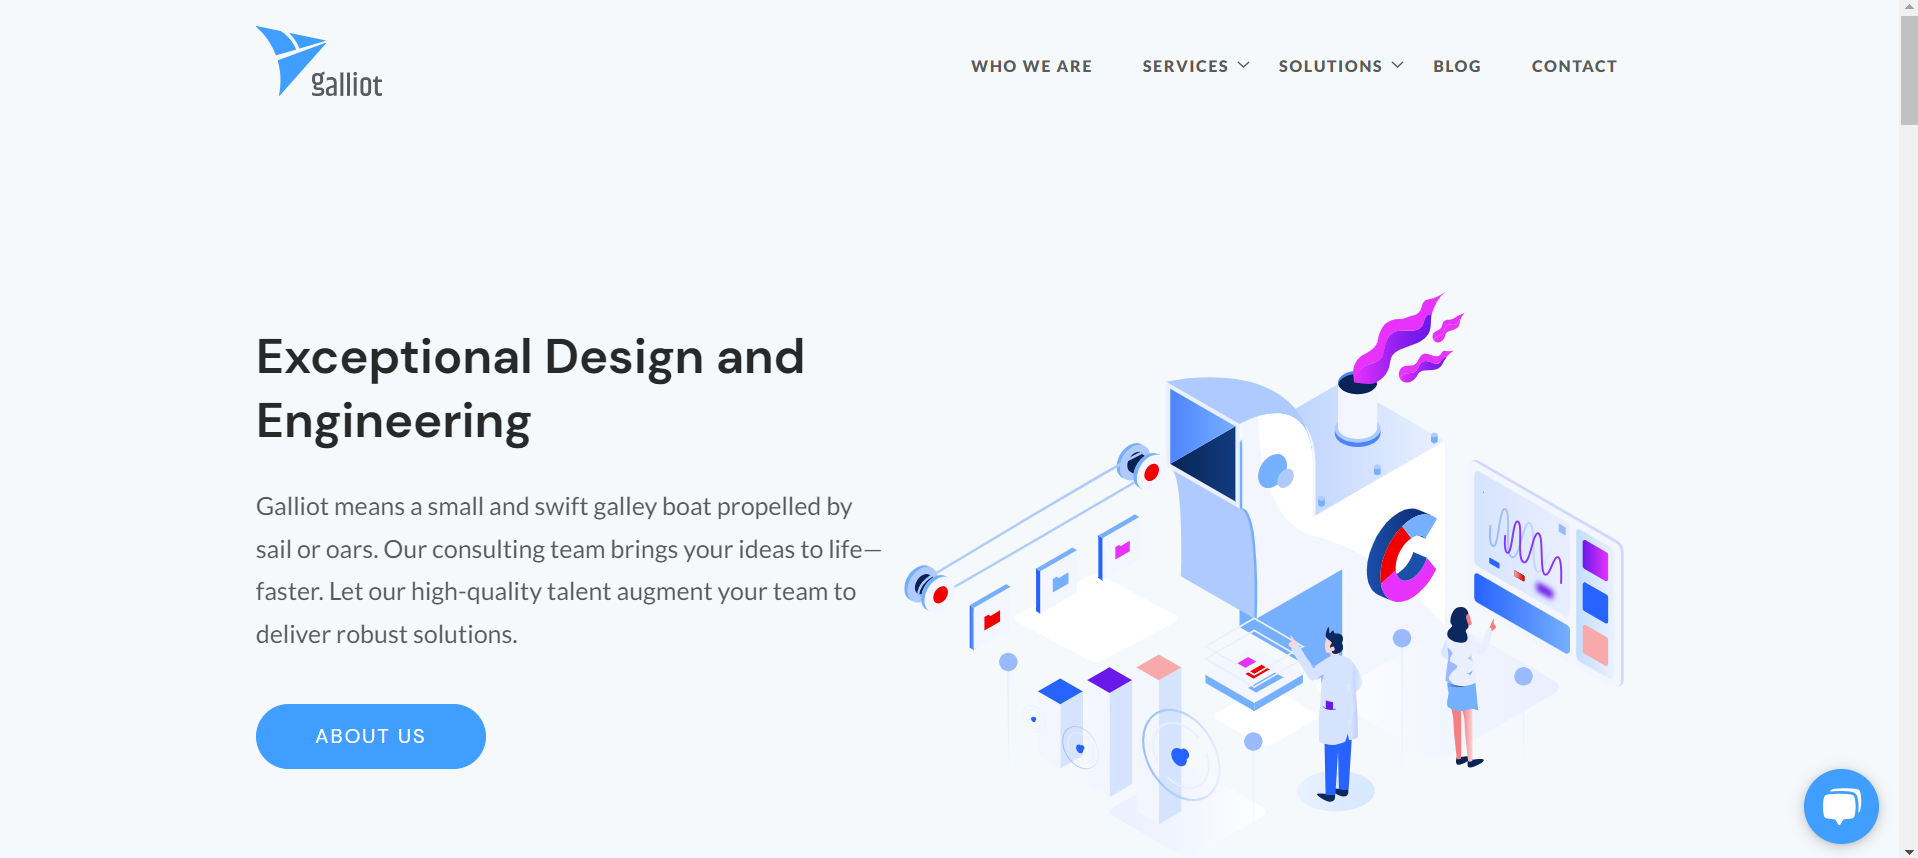 galliot
WHO WE ARE
SERVICES
SOLUTIONS
BLOG
CONTACT
Exceptional Design and
Engineering
Galliot means a small and swift galley boat propelled by
sail or oars. Our consulting team brings your ideas to life—
faster. Let our high-quality talent augment your team to
deliver robust solutions.
ABOUT US